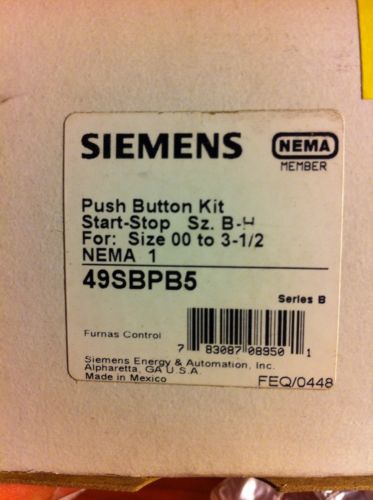 SIEMENS
NEMA
MEMBER
Push Button Kit
Start-Stop Sz. B-H
For: Size 00 to 3-1/2
NEMA 1
49SBPB5
Series B
Furnas Control
7 83087 08950 1
Siemens Energy & Automation, Inc.
Alpharetta, GA U.S.A.
Made in Mexico
FEQ/0448